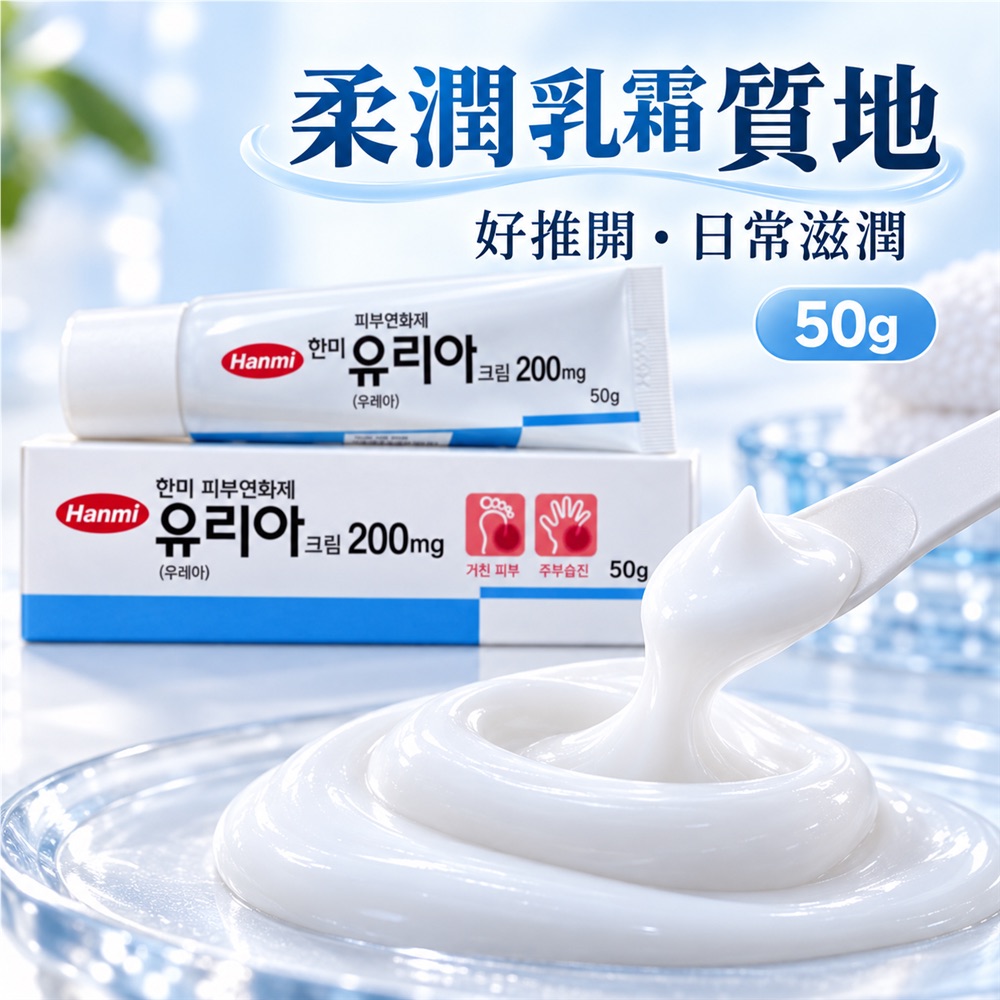 柔潤乳霜質地
好推開・日常滋潤
50g
피부연화제
Hanmi 한미 유리아크림 200mg
(우레아)
50g
한미 피부연화제
Hanmi 유리아크림 200mg
(우레아)
거친 피부 주부습진 50g